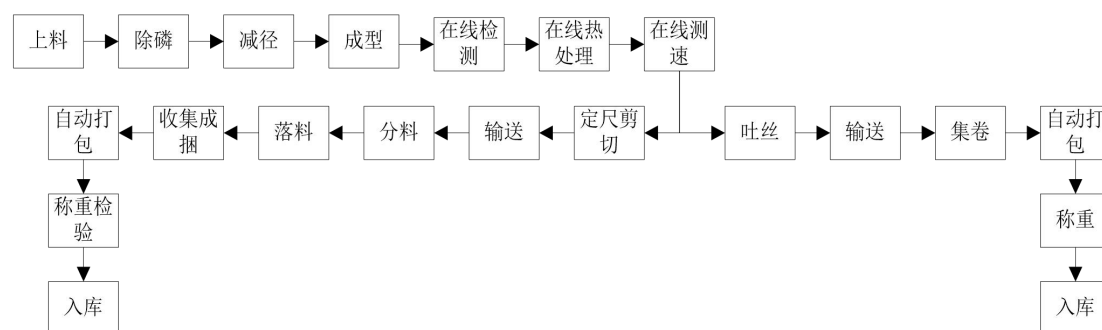 上料
除磷
减径
成型
在线检
测
在线热
处理
在线测
速
自动打
包
收集成
捆
落料
分料
输送
定尺剪
切
吐丝
输送
集卷
自动打
包
称重检
验
称重
入库
入库